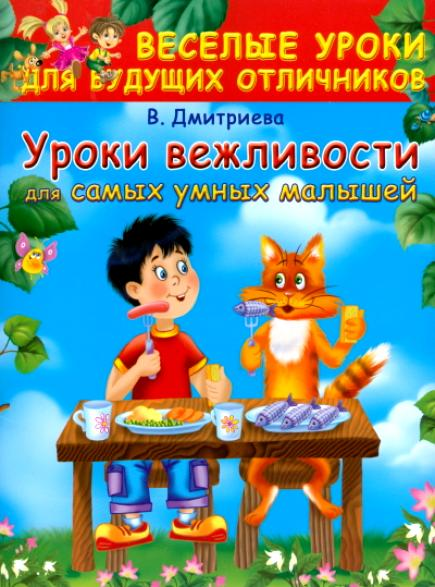 ВЕСЕЛЫЕ УРОКИ
ДЛЯ БУДУЩИХ ОТЛИЧНИКОВ
В. Дмитриева
Уроки вежливости
для самых умных малышей